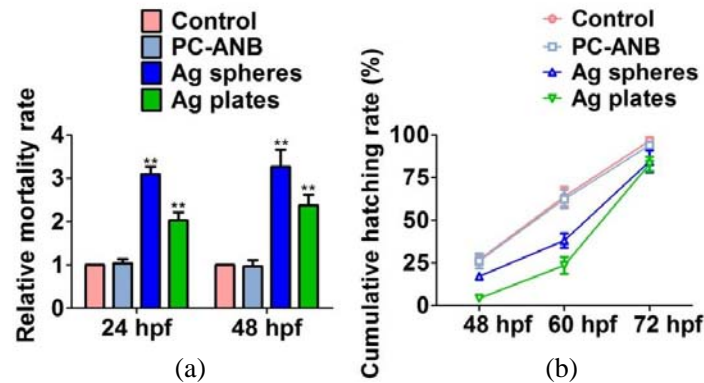 Control
PC-ANB
Ag spheres
Ag plates
Relative mortality rate
4
3
2
1
0
**
**
**
**
24 hpf
48 hpf
(a)
Control
PC-ANB
Ag spheres
Ag plates
Cumulative hatching rate (%)
100
75
50
25
0
48 hpf 60 hpf 72 hpf
(b)